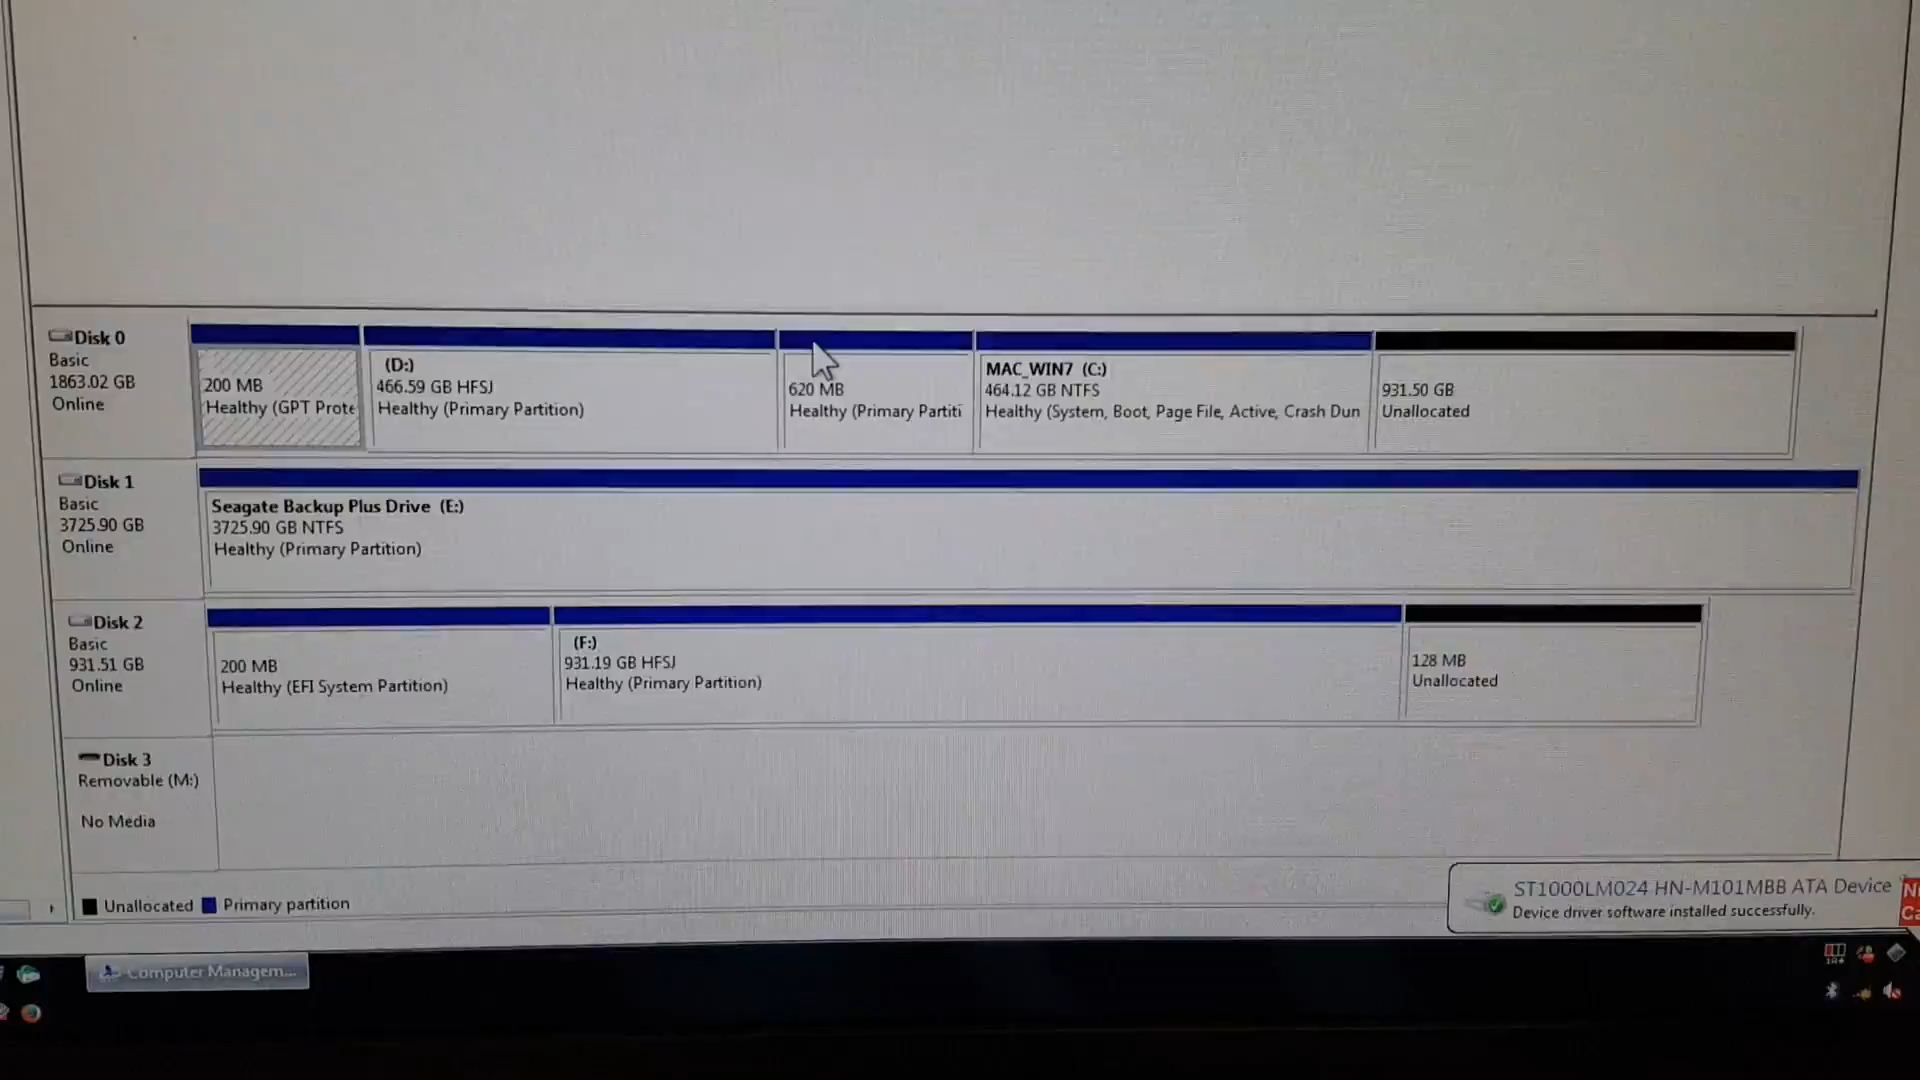 Disk 0
Basic
1863.02 GB
Online
200 MB
Healthy (GPT Prote
(D:)
466.59 GB HFSJ
Healthy (Primary Partition)
620 MB
Healthy (Primary Partiti
MAC_WIN7 (C:)
464.12 GB NTFS
Healthy (System, Boot, Page File, Active, Crash Dun
931.50 GB
Unallocated
Disk 1
Basic
3725.90 GB
Online
Seagate Backup Plus Drive (E:)
3725.90 GB NTFS
Healthy (Primary Partition)
Disk 2
Basic
931.51 GB
Online
200 MB
Healthy (EFI System Partition)
(F:)
931.19 GB HFSJ
Healthy (Primary Partition)
128 MB
Unallocated
Disk 3
Removable (M:)
No Media
Unallocated Primary partition
ST1000LM024 HN-M101MBB ATA Device
Device driver software installed successfully.
Computer Managem...